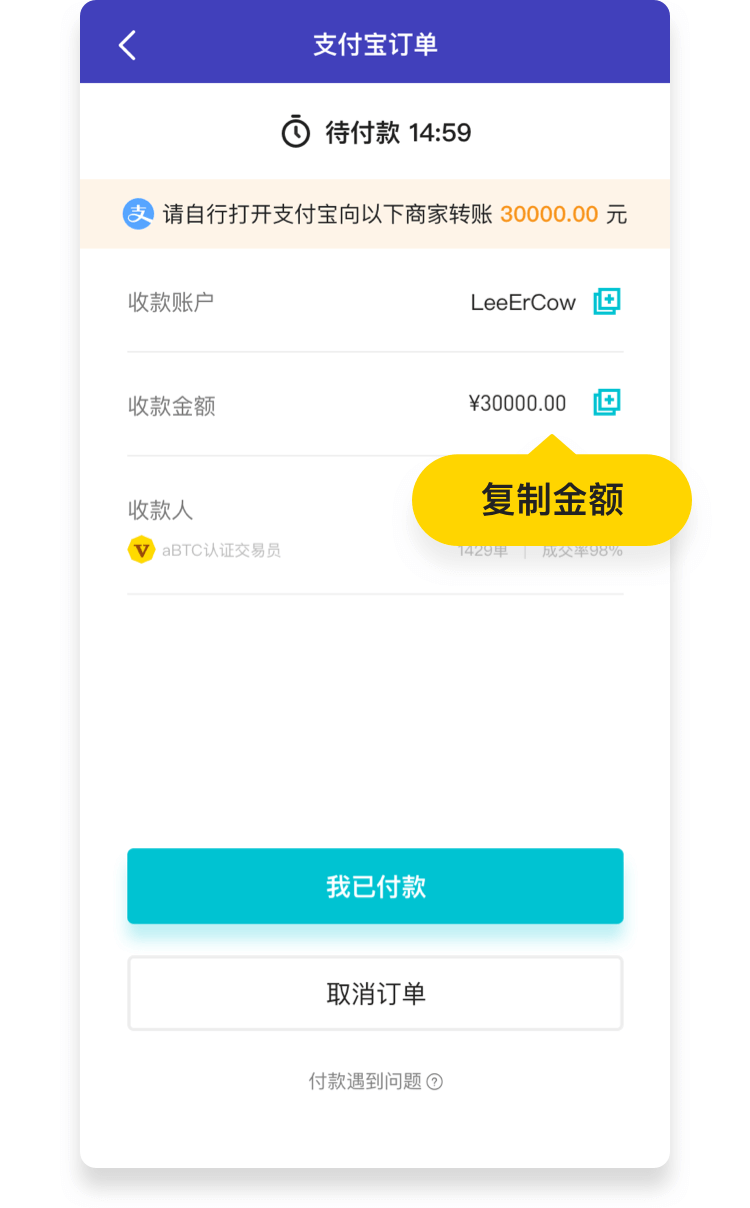 支付宝订单
待付款 14:59
支 请自行打开支付宝向以下商家转账 30000.00 元
收款账户 LeeErCow
收款金额 ¥30000.00
复制金额
收款人
V aBTC认证交易员 1429单 | 成交率98%
我已付款
取消订单
付款遇到问题?